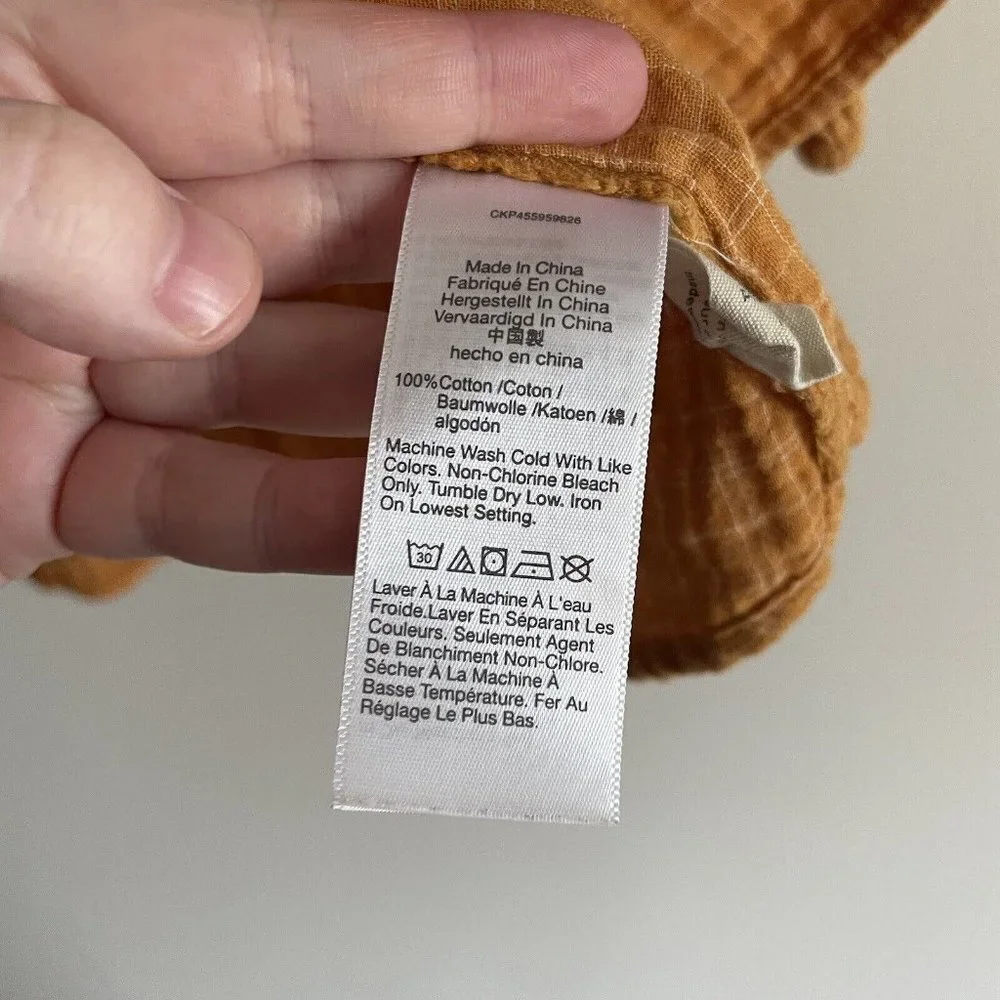 CKP455959826
Made In China
Fabriqué En Chine
Hergestellt In China
Vervaardigd In China
中国製
hecho en china
100%Cotton /Coton /
Baumwolle /Katoen /綿 /
algodón
Machine Wash Cold With Like
Colors. Non-Chlorine Bleach
Only. Tumble Dry Low. Iron
On Lowest Setting.
30
Laver À La Machine À L'eau
Froide.Laver En Séparant Les
Couleurs. Seulement Agent
De Blanchiment Non-Chlore.
Sécher À La Machine À
Basse Température. Fer Au
Réglage Le Plus Bas.